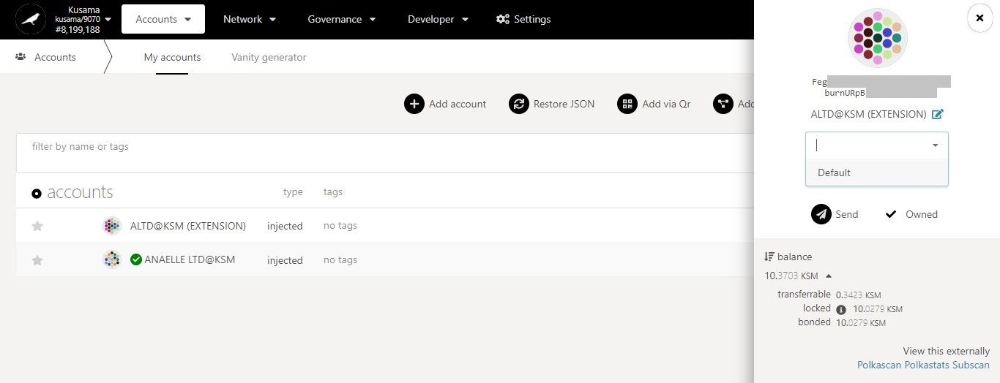 Kusama
kusama/9070
#8,199,188
Accounts Network Governance Developer Settings
Accounts My accounts Vanity generator
Add account Restore JSON Add via Qr Add
filter by name or tags
accounts type tags
ALTD@KSM (EXTENSION) injected no tags
ANAELLE LTD@KSM injected no tags
Feg
burnURpB
ALTD@KSM (EXTENSION)
Default
Send Owned
balance
10.3703 KSM
transferrable 0.3423 KSM
locked 10.0279 KSM
bonded 10.0279 KSM
View this externally
Polkascan Polkastats Subscan